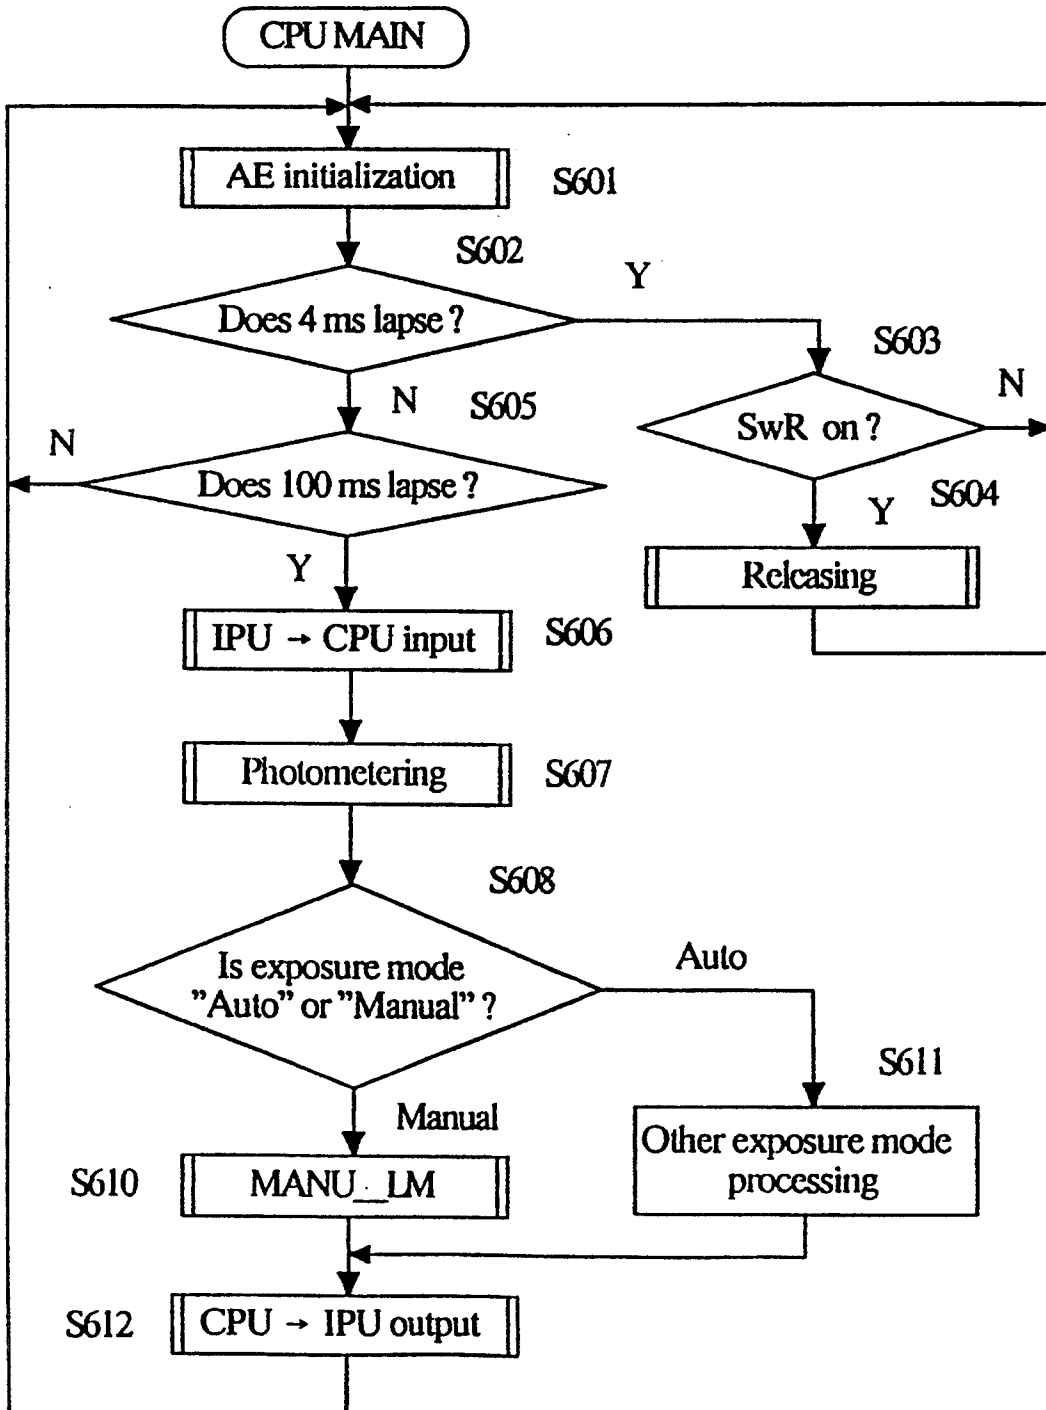 CPU MAIN
AE initialization
S601
S602
Does 4 ms lapse ?
Y
S603
SwR on ?
N
N
S605
Does 100 ms lapse ?
N
Y
S604
Releasing
Y
IPU → CPU input
S606
Photometering
S607
S608
Is exposure mode
"Auto" or "Manual" ?
Auto
S611
Other exposure mode
processing
Manual
S610
MANU__LM
S612
CPU → IPU output